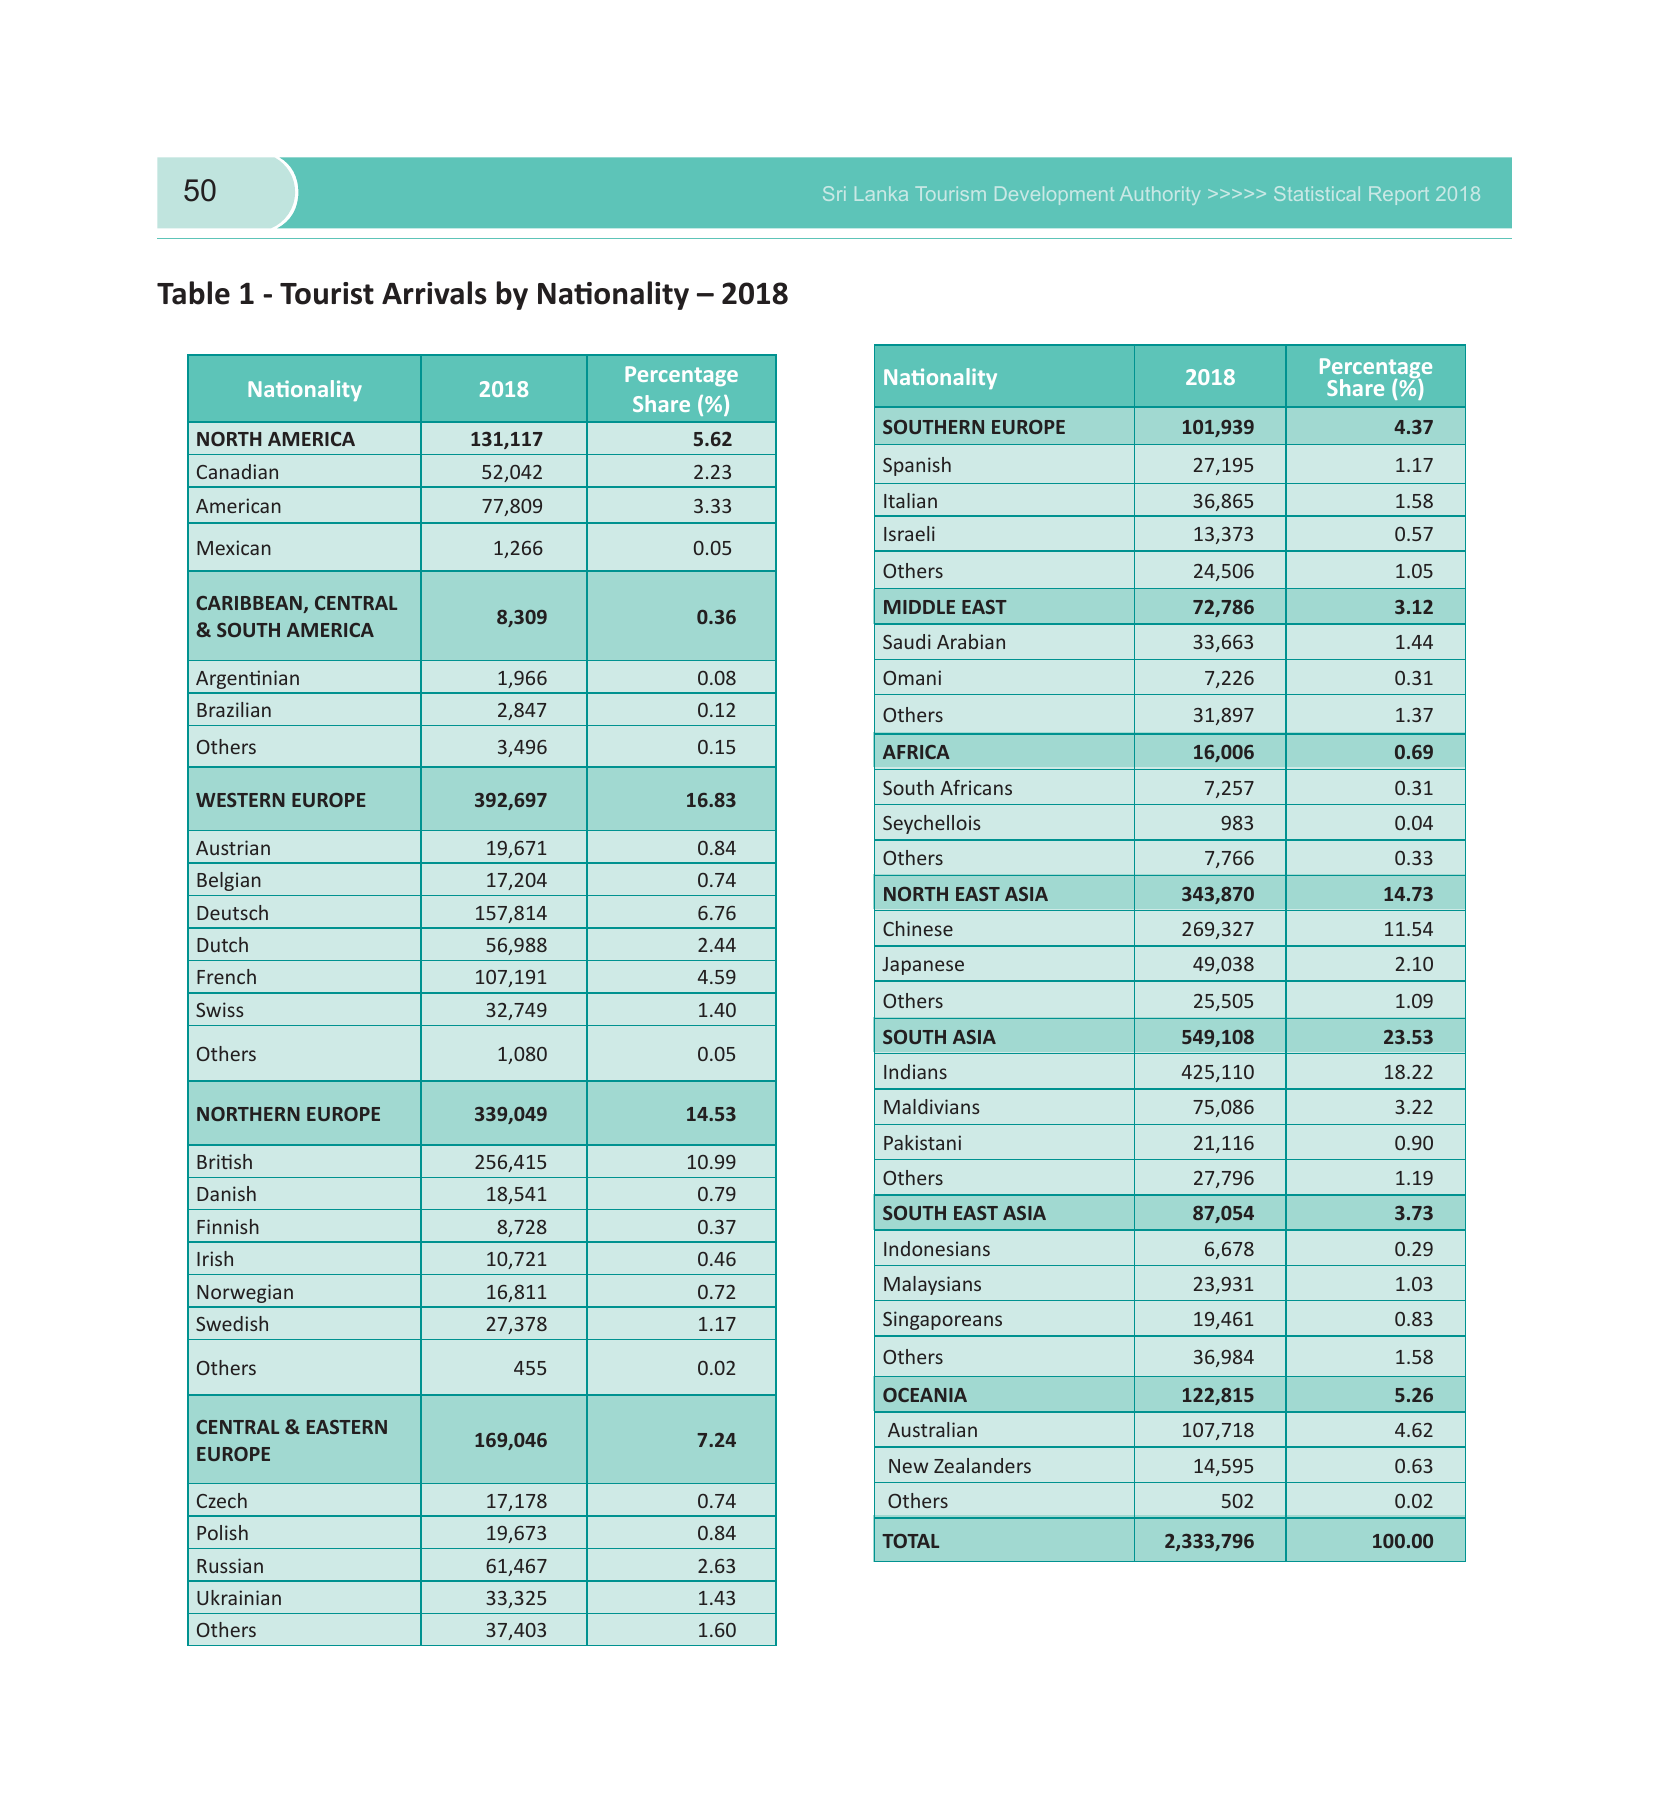 50
Sri Lanka Tourism Development Authority >>>>> Statistical Report 2018
Table 1 - Tourist Arrivals by Nationality – 2018
Nationality 2018 Percentage Share (%)
NORTH AMERICA 131,117 5.62
Canadian 52,042 2.23
American 77,809 3.33
Mexican 1,266 0.05
CARIBBEAN, CENTRAL
& SOUTH AMERICA 8,309 0.36
Argentinian 1,966 0.08
Brazilian 2,847 0.12
Others 3,496 0.15
WESTERN EUROPE 392,697 16.83
Austrian 19,671 0.84
Belgian 17,204 0.74
Deutsch 157,814 6.76
Dutch 56,988 2.44
French 107,191 4.59
Swiss 32,749 1.40
Others 1,080 0.05
NORTHERN EUROPE 339,049 14.53
British 256,415 10.99
Danish 18,541 0.79
Finnish 8,728 0.37
Irish 10,721 0.46
Norwegian 16,811 0.72
Swedish 27,378 1.17
Others 455 0.02
CENTRAL & EASTERN
EUROPE 169,046 7.24
Czech 17,178 0.74
Polish 19,673 0.84
Russian 61,467 2.63
Ukrainian 33,325 1.43
Others 37,403 1.60
Nationality 2018 Percentage Share (%)
SOUTHERN EUROPE 101,939 4.37
Spanish 27,195 1.17
Italian 36,865 1.58
Israeli 13,373 0.57
Others 24,506 1.05
MIDDLE EAST 72,786 3.12
Saudi Arabian 33,663 1.44
Omani 7,226 0.31
Others 31,897 1.37
AFRICA 16,006 0.69
South Africans 7,257 0.31
Seychellois 983 0.04
Others 7,766 0.33
NORTH EAST ASIA 343,870 14.73
Chinese 269,327 11.54
Japanese 49,038 2.10
Others 25,505 1.09
SOUTH ASIA 549,108 23.53
Indians 425,110 18.22
Maldivians 75,086 3.22
Pakistani 21,116 0.90
Others 27,796 1.19
SOUTH EAST ASIA 87,054 3.73
Indonesians 6,678 0.29
Malaysians 23,931 1.03
Singaporeans 19,461 0.83
Others 36,984 1.58
OCEANIA 122,815 5.26
Australian 107,718 4.62
New Zealanders 14,595 0.63
Others 502 0.02
TOTAL 2,333,796 100.00